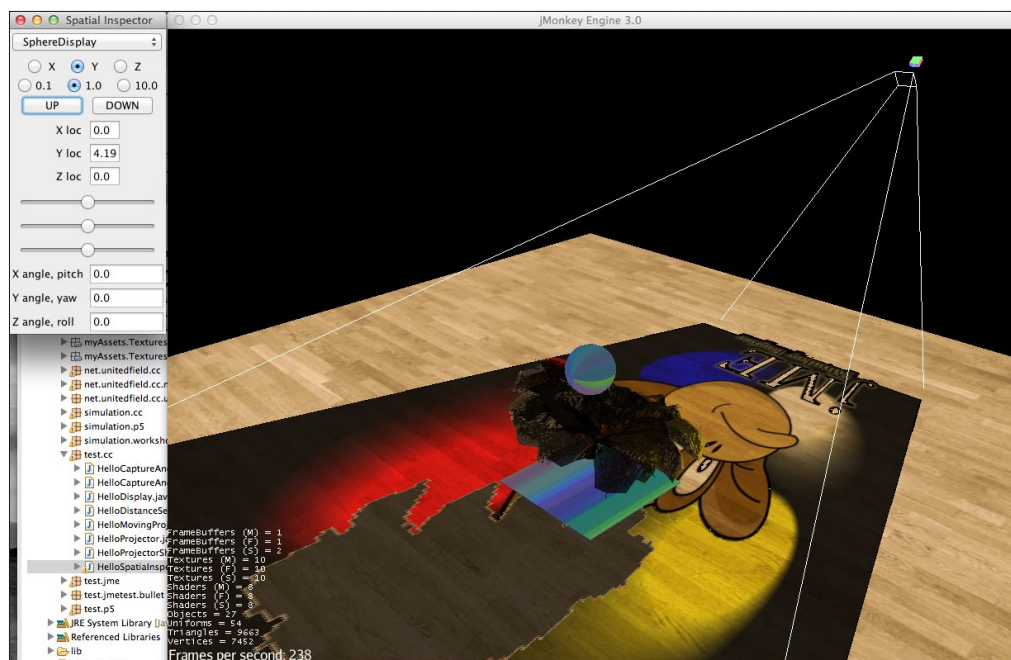 Spatial Inspector
jMonkey Engine 3.0
SphereDisplay
X Y Z
0.1 1.0 10.0
UP DOWN
X loc 0.0
Y loc 4.19
Z loc 0.0
X angle, pitch 0.0
Y angle, yaw 0.0
Z angle, roll 0.0
myAssets.Textures
myAssets.Textures
net.unitedfield.cc
net.unitedfield.cc.
net.unitedfield.cc.u
simulation.cc
simulation.p5
simulation.worksho
test.cc
HelloCaptureAn
HelloCaptureAn
HelloDisplay.jav
HelloDistanceSe
HelloMovingProj
HelloProjector.ja
HelloProjectorSh
HelloSpatialnspe
test.jme
test.jmetest.bullet
test.p5
JRE System Library
Referenced Libraries
lib
!ME
FrameBuffers (M) = 1
FrameBuffers (F) = 1
FrameBuffers (S) = 2
Textures (M) = 10
Textures (F) = 10
Textures (S) = 10
Shaders (M) = 8
Shaders (F) = 8
Shaders (S) = 8
Objects = 27
Uniforms = 54
Triangles = 9663
Vertices = 7452
Frames per second: 238